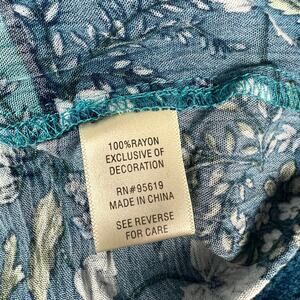 100%RAYON
EXCLUSIVE OF
DECORATION
RN#95619
MADE IN CHINA
SEE REVERSE
FOR CARE